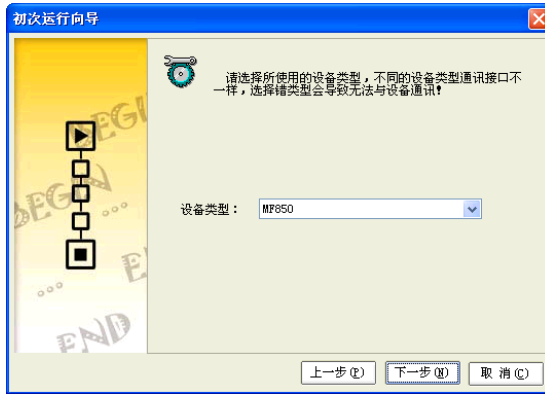 初次运行向导
请选择所使用的设备类型，不同的设备类型通讯接口不
一样，选择错类型会导致无法与设备通讯！
BEGIN
设备类型： MF850
BEGIN
...
E
...
END
上一步(P) 下一步(N) 取 消(C)